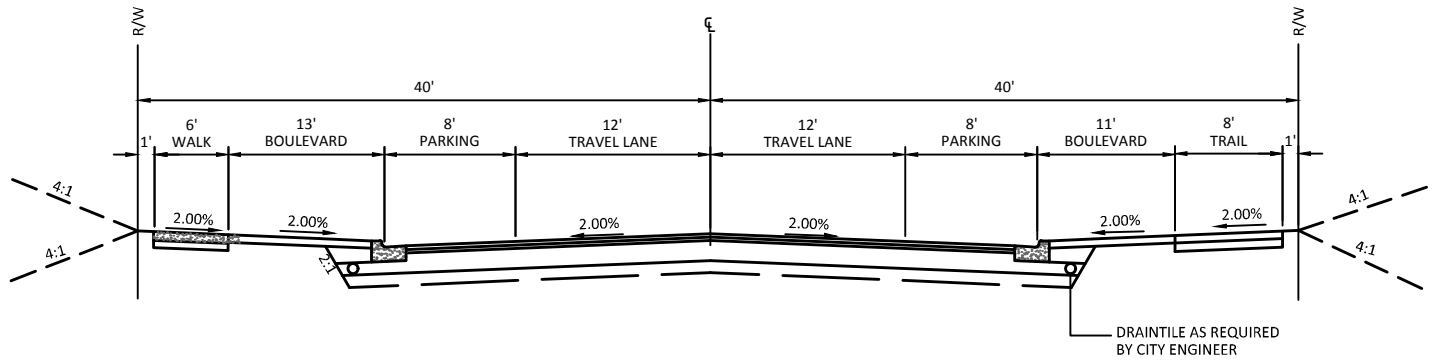 R/W
℄
R/W
40'
40'
1'
6'
WALK
13'
BOULEVARD
8'
PARKING
12'
TRAVEL LANE
12'
TRAVEL LANE
8'
PARKING
11'
BOULEVARD
8'
TRAIL
1'
4:1
4:1
2.00%
2.00%
2.00%
2.00%
2.00%
2.00%
4:1
4:1
2:1
DRAINTILE AS REQUIRED
BY CITY ENGINEER